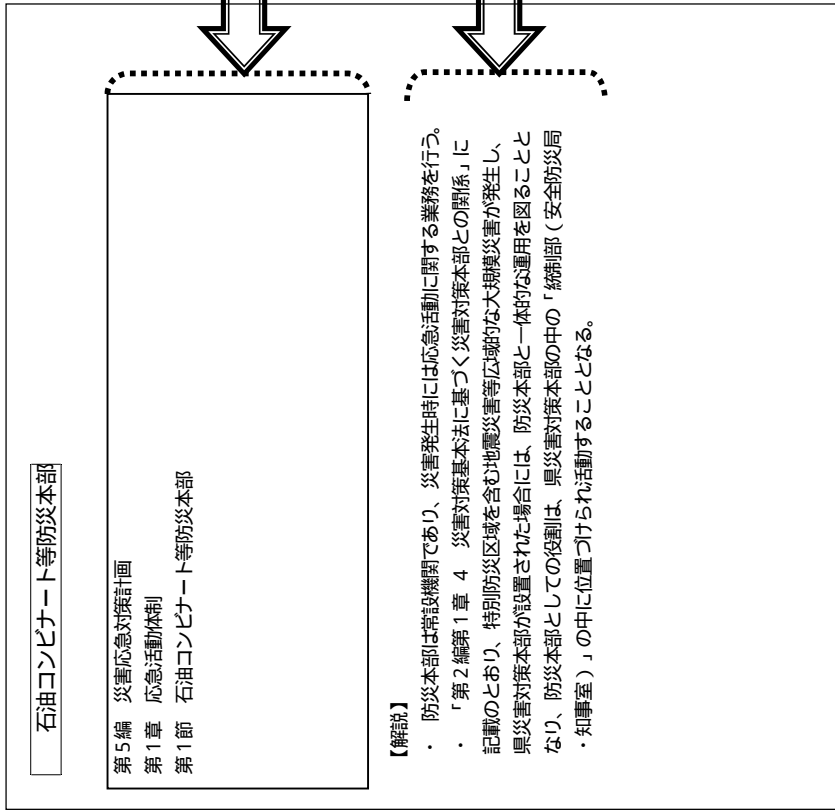 石油コンビナート等防災本部
第5編　災害応急対策計画
第1章　応急活動体制
第1節　石油コンビナート等防災本部
【解説】
・　防災本部は常設機関であり、災害発生時には応急活動に関する業務を行う。
・　「第2編第1章　4　災害対策基本法に基づく災害対策本部との関係」に
記載のとおり、特別防災区域を含む地震災害等広域的な大規模災害が発生し、
県災害対策本部が設置された場合には、防災本部と一体的な運用を図ることと
なり、防災本部としての役割は、県災害対策本部の中の「統制部（安全防災局
・知事室）」の中に位置づけられ活動することとなる。